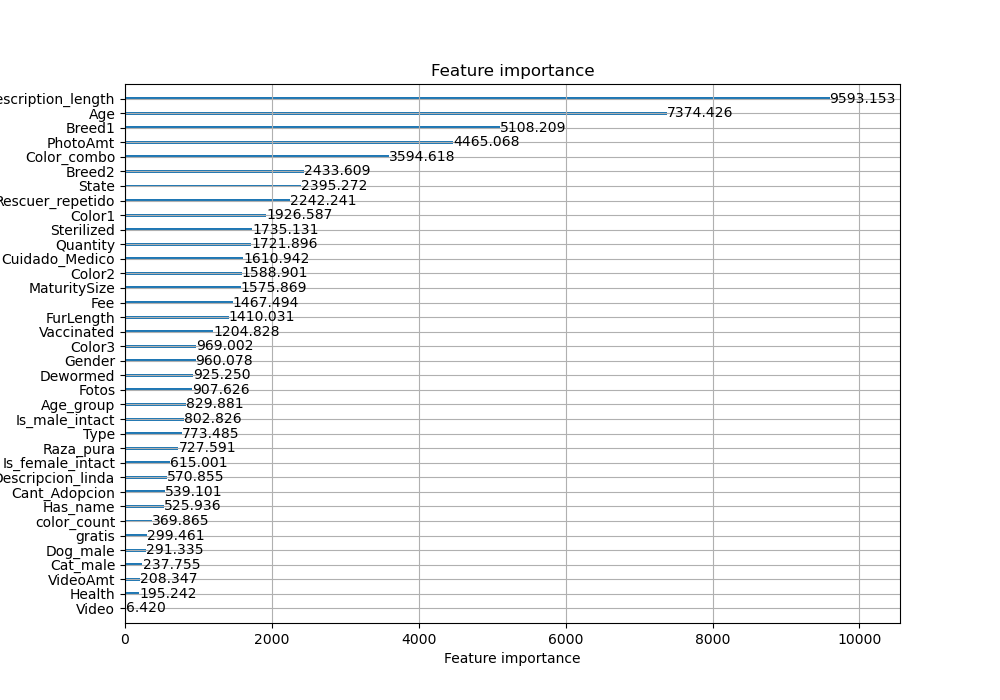 Feature importance
escription_length 9593.153
Age 7374.426
Breed1 5108.209
PhotoAmt 4465.068
Color_combo 3594.618
Breed2 2433.609
State 2395.272
Rescuer_repetido 2242.241
Color1 1926.587
Sterilized 1735.131
Quantity 1721.896
Cuidado_Medico 1610.942
Color2 1588.901
MaturitySize 1575.869
Fee 1467.494
FurLength 1410.031
Vaccinated 1204.828
Color3 969.002
Gender 960.078
Dewormed 925.250
Fotos 907.626
Age_group 829.881
Is_male_intact 802.826
Type 773.485
Raza_pura 727.591
Is_female_intact 615.001
Descripcion_linda 570.855
Cant_Adopcion 539.101
Has_name 525.936
color_count 369.865
gratis 299.461
Dog_male 291.335
Cat_male 237.755
VideoAmt 208.347
Health 195.242
Video 6.420
0 2000 4000 6000 8000 10000
Feature importance